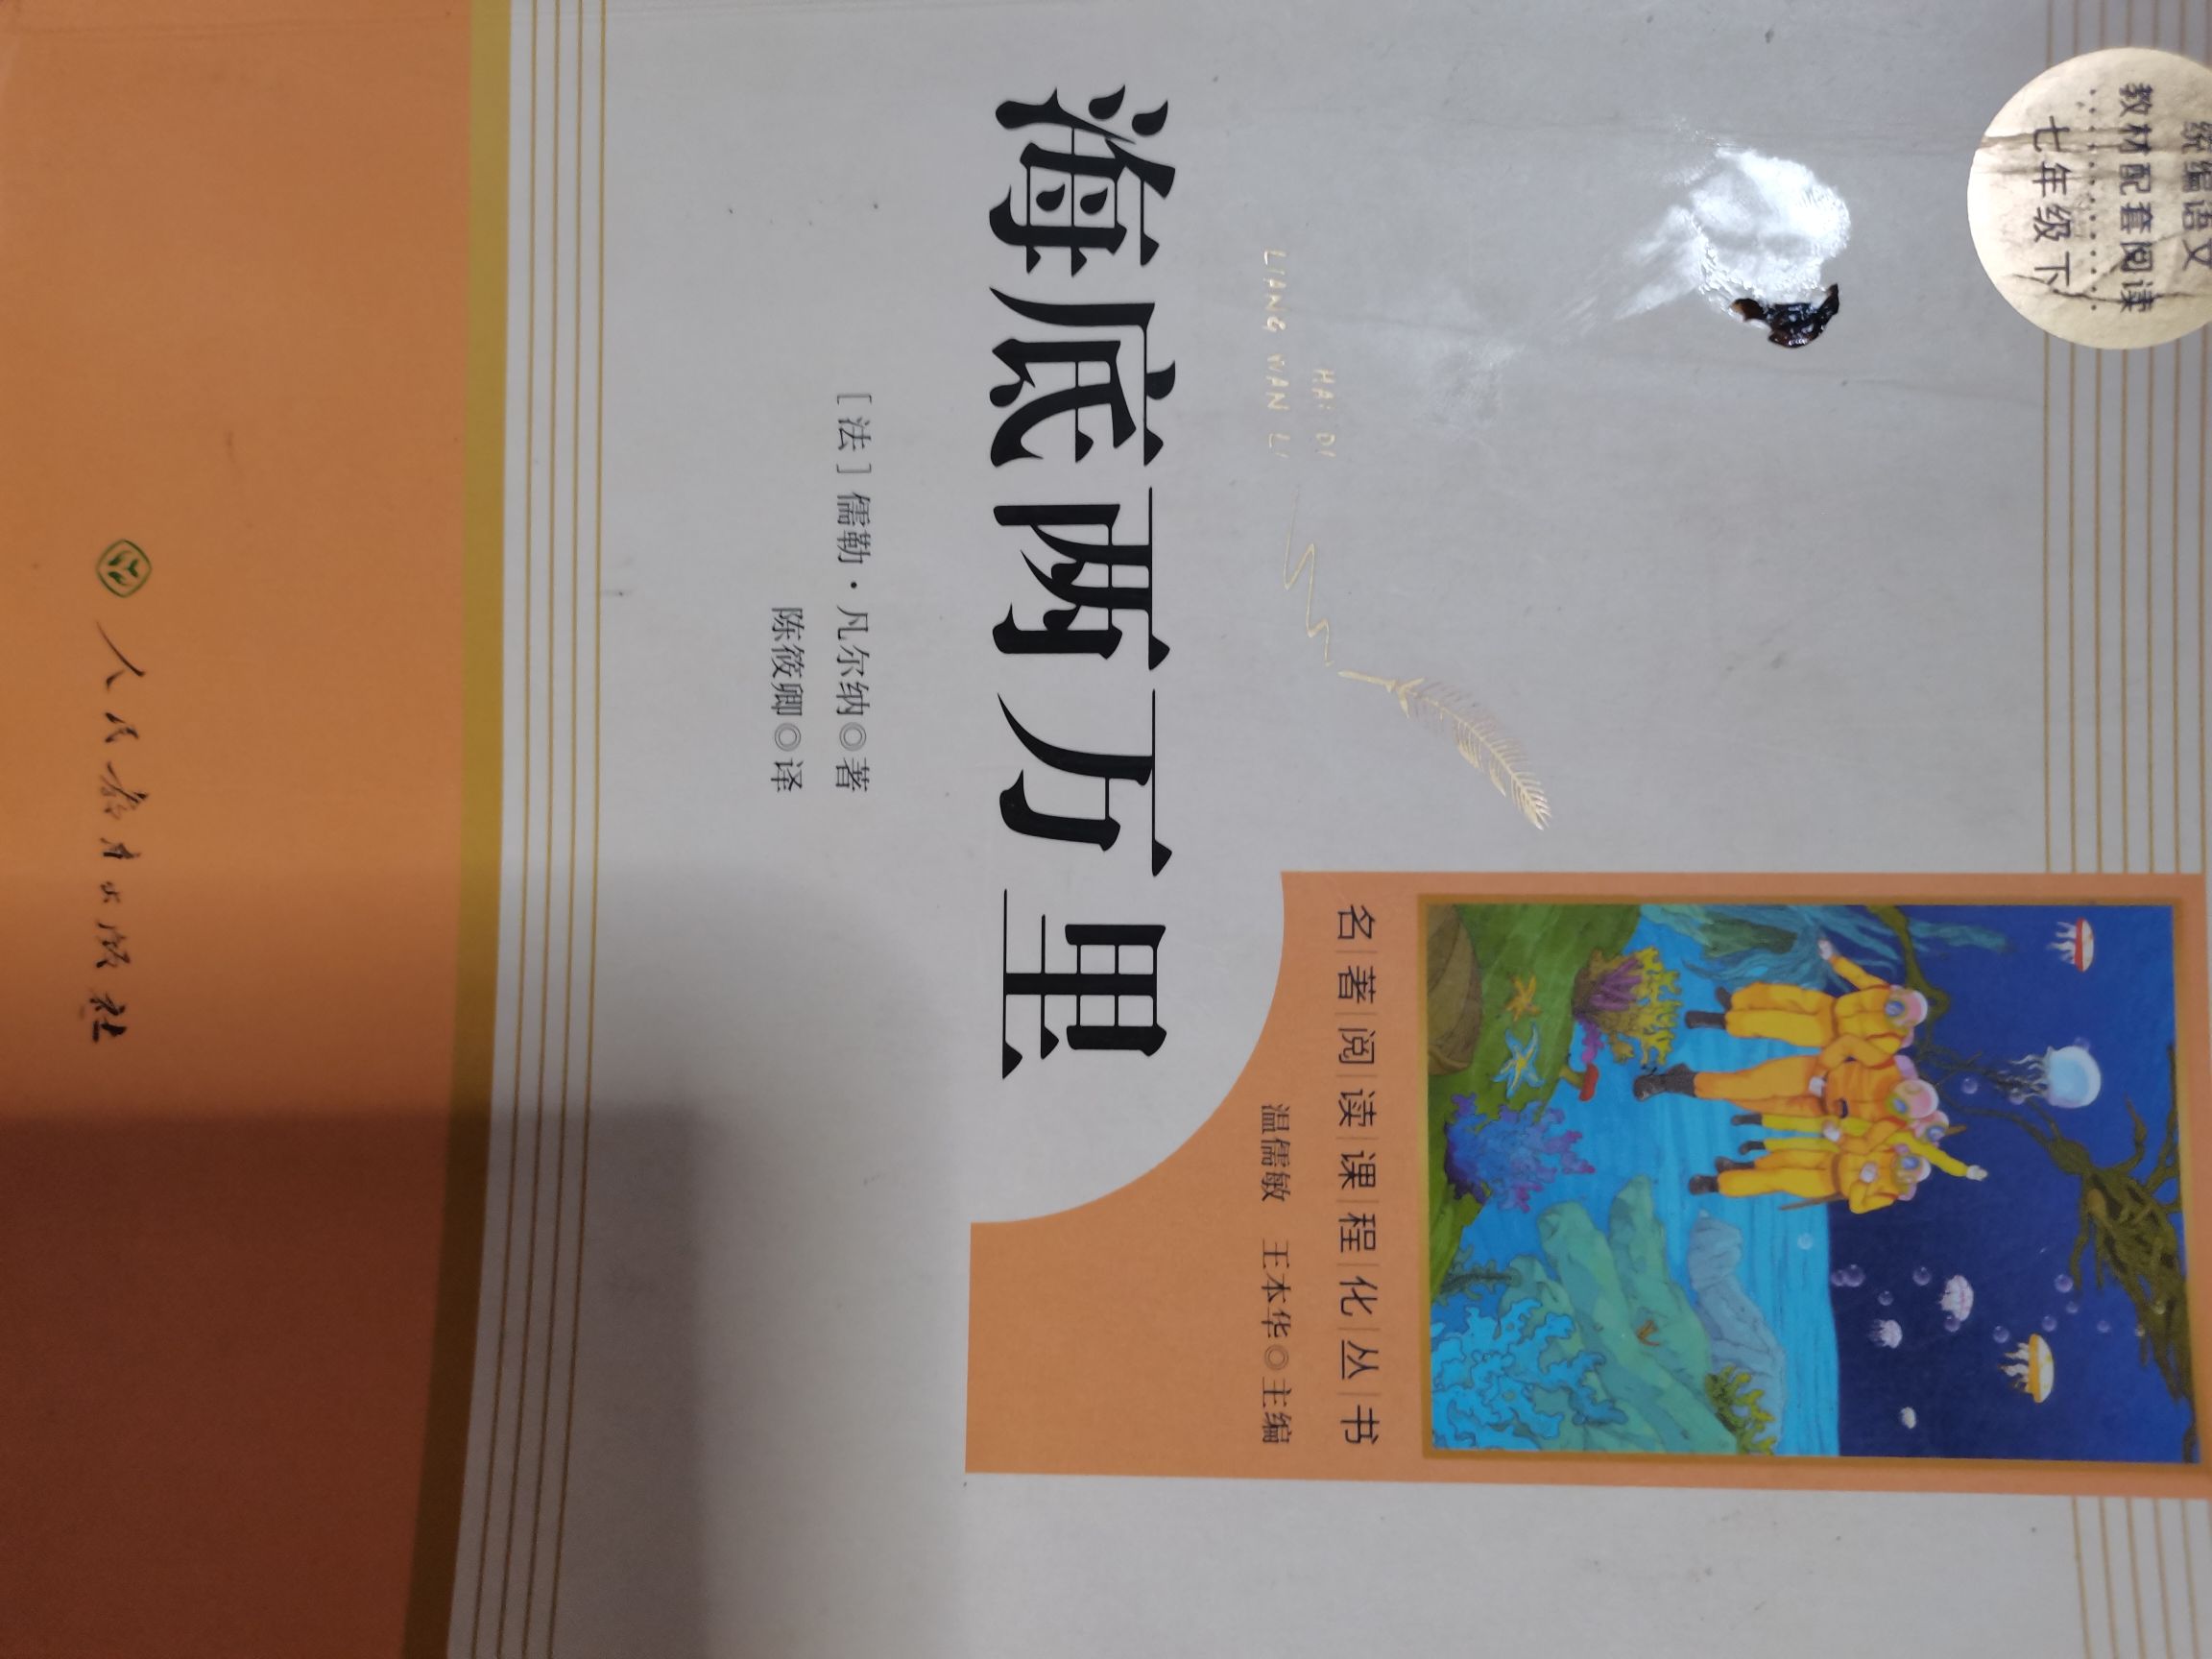 统编语文
教材配套阅读
七年级下
名著阅读课程化丛书
温儒敏 王本华◎主编
HAI DI
LIANG WAN LI
海底两万里
[法]儒勒·凡尔纳◎著
陈筱卿◎译
人民教育出版社